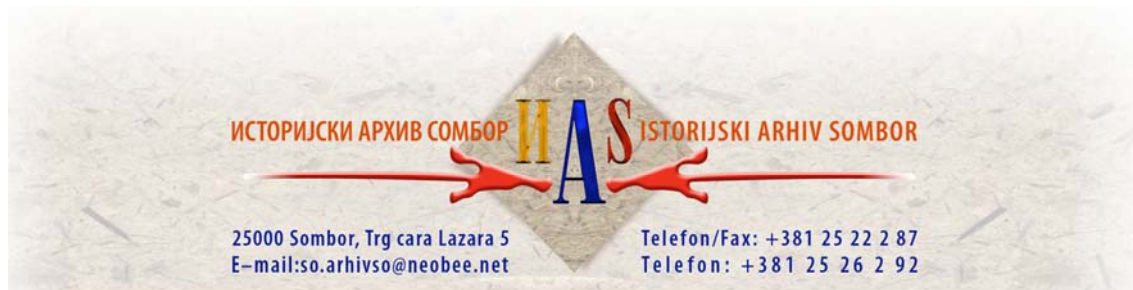 ИСТОРИЈСКИ АРХИВ СОМБОР ИAS ISTORIJSKI ARHIV SOMBOR
25000 Sombor, Trg cara Lazara 5
E–mail:so.arhivso@neobee.net
Telefon/Fax: +381 25 22 2 87
Telefon: +381 25 26 2 92